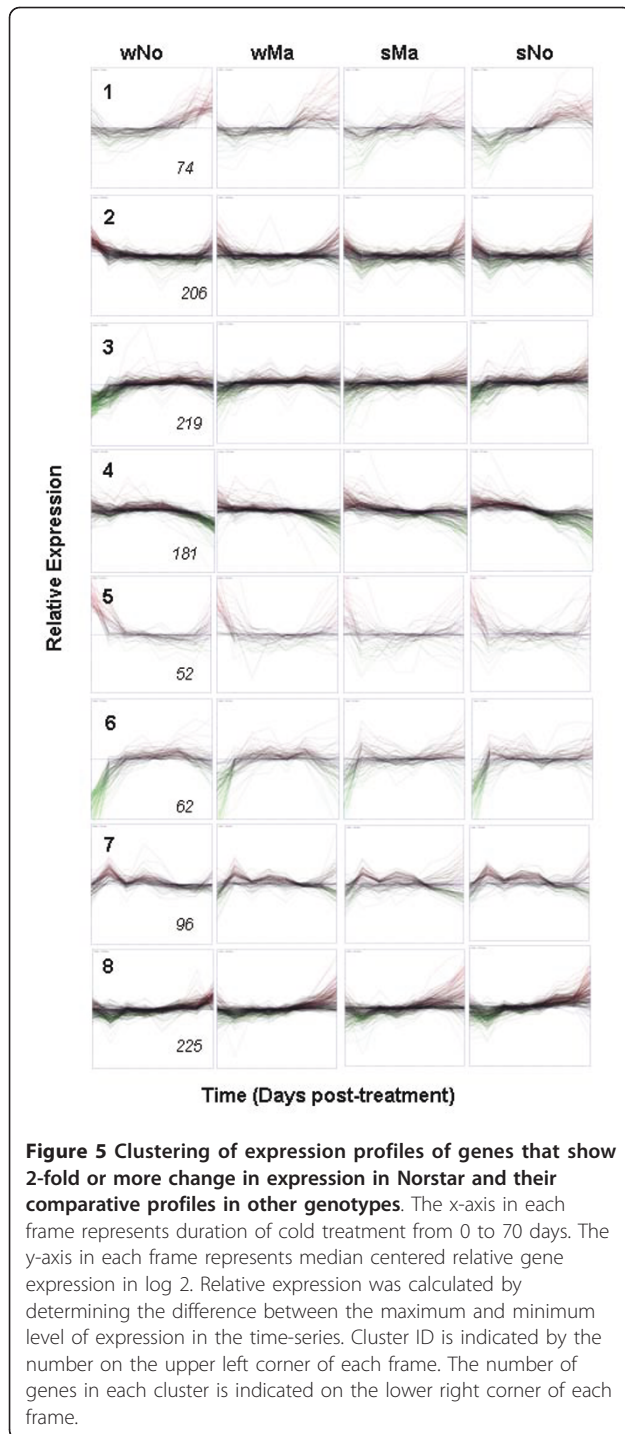 wNo wMa sMa sNo
1
74
2
206
3
219
4
181
5
52
6
62
7
96
8
225
Relative Expression
Time (Days post-treatment)
Figure 5 Clustering of expression profiles of genes that show
2-fold or more change in expression in Norstar and their
comparative profiles in other genotypes. The x-axis in each
frame represents duration of cold treatment from 0 to 70 days. The
y-axis in each frame represents median centered relative gene
expression in log 2. Relative expression was calculated by
determining the difference between the maximum and minimum
level of expression in the time-series. Cluster ID is indicated by the
number on the upper left corner of each frame. The number of
genes in each cluster is indicated on the lower right corner of each
frame.